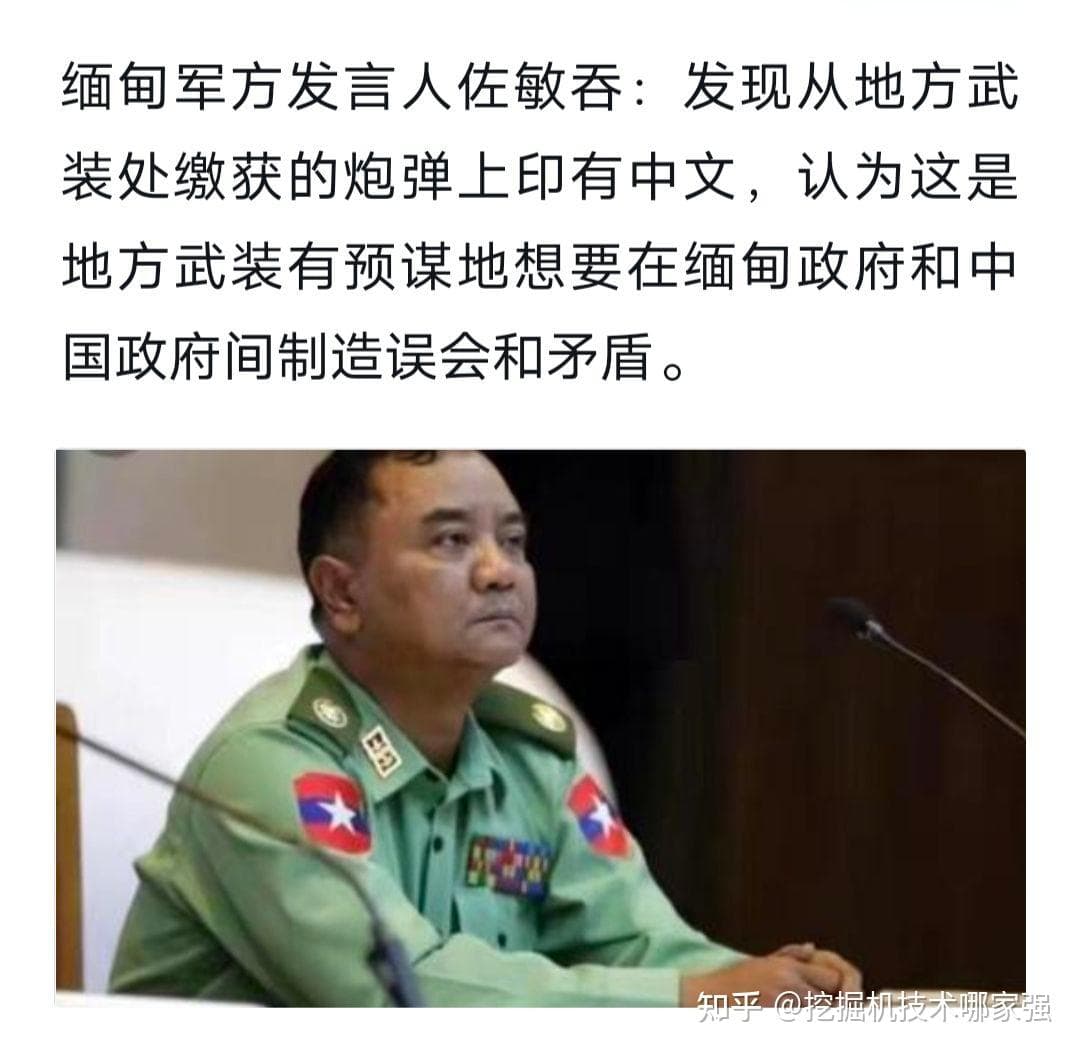 缅甸军方发言人佐敏吞：发现从地方武
装处缴获的炮弹上印有中文，认为这是
地方武装有预谋地想要在缅甸政府和中
国政府间制造误会和矛盾。
知乎 @挖掘机技术哪家强